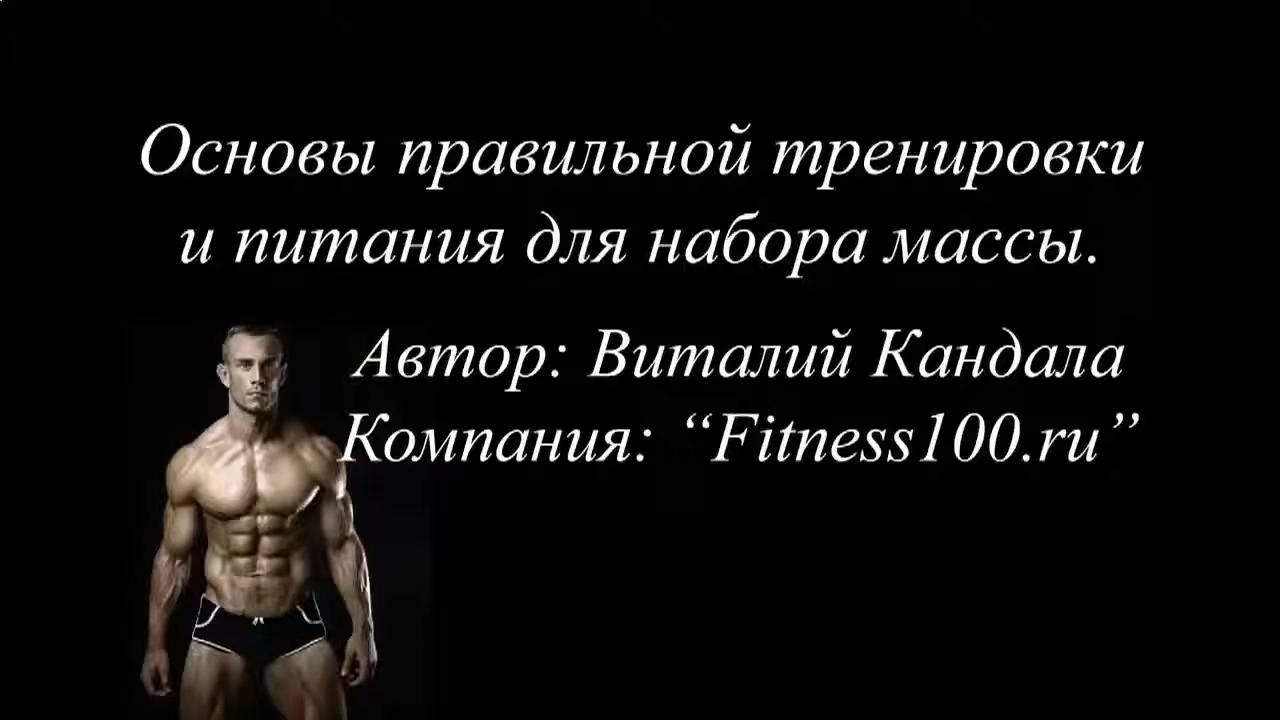 Основы правильной тренировки
и питания для набора массы.
Автор: Виталий Кандала
Компания: “Fitness100.ru”